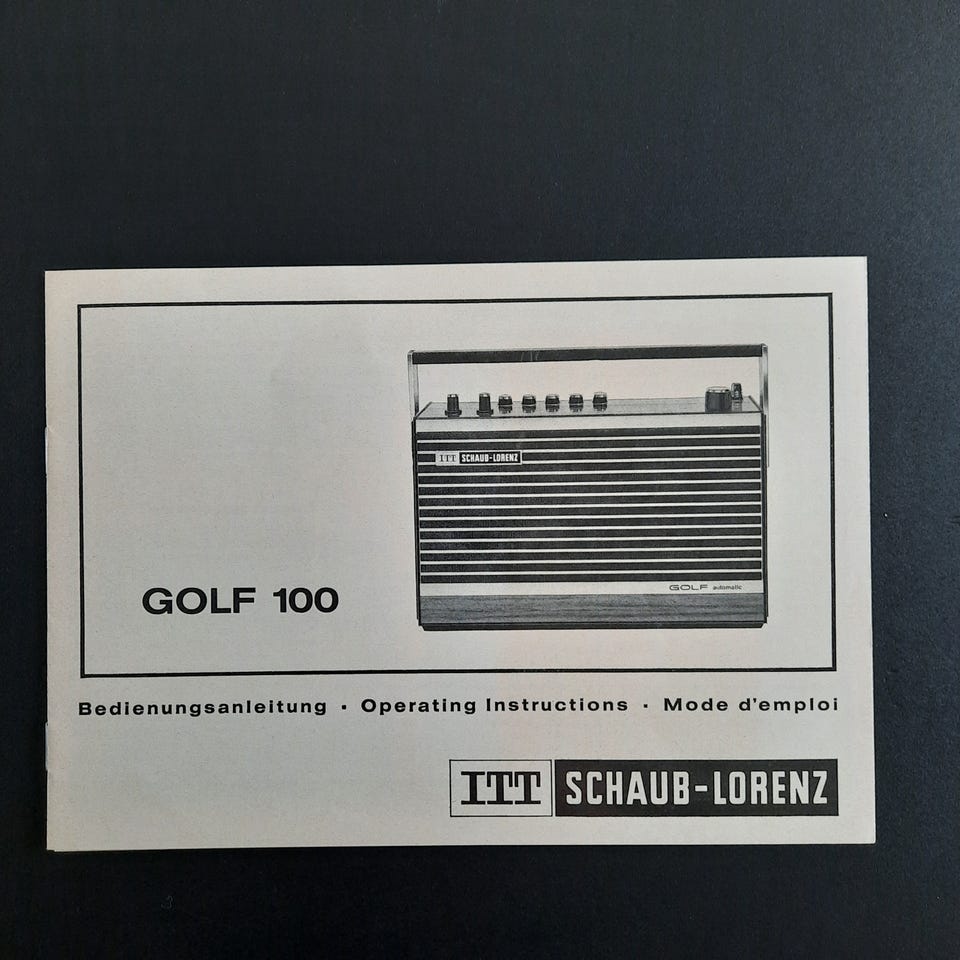 ITT SCHAUB-LORENZ
GOLF automatic
GOLF 100
Bedienungsanleitung · Operating Instructions · Mode d'emploi
ITT SCHAUB-LORENZ